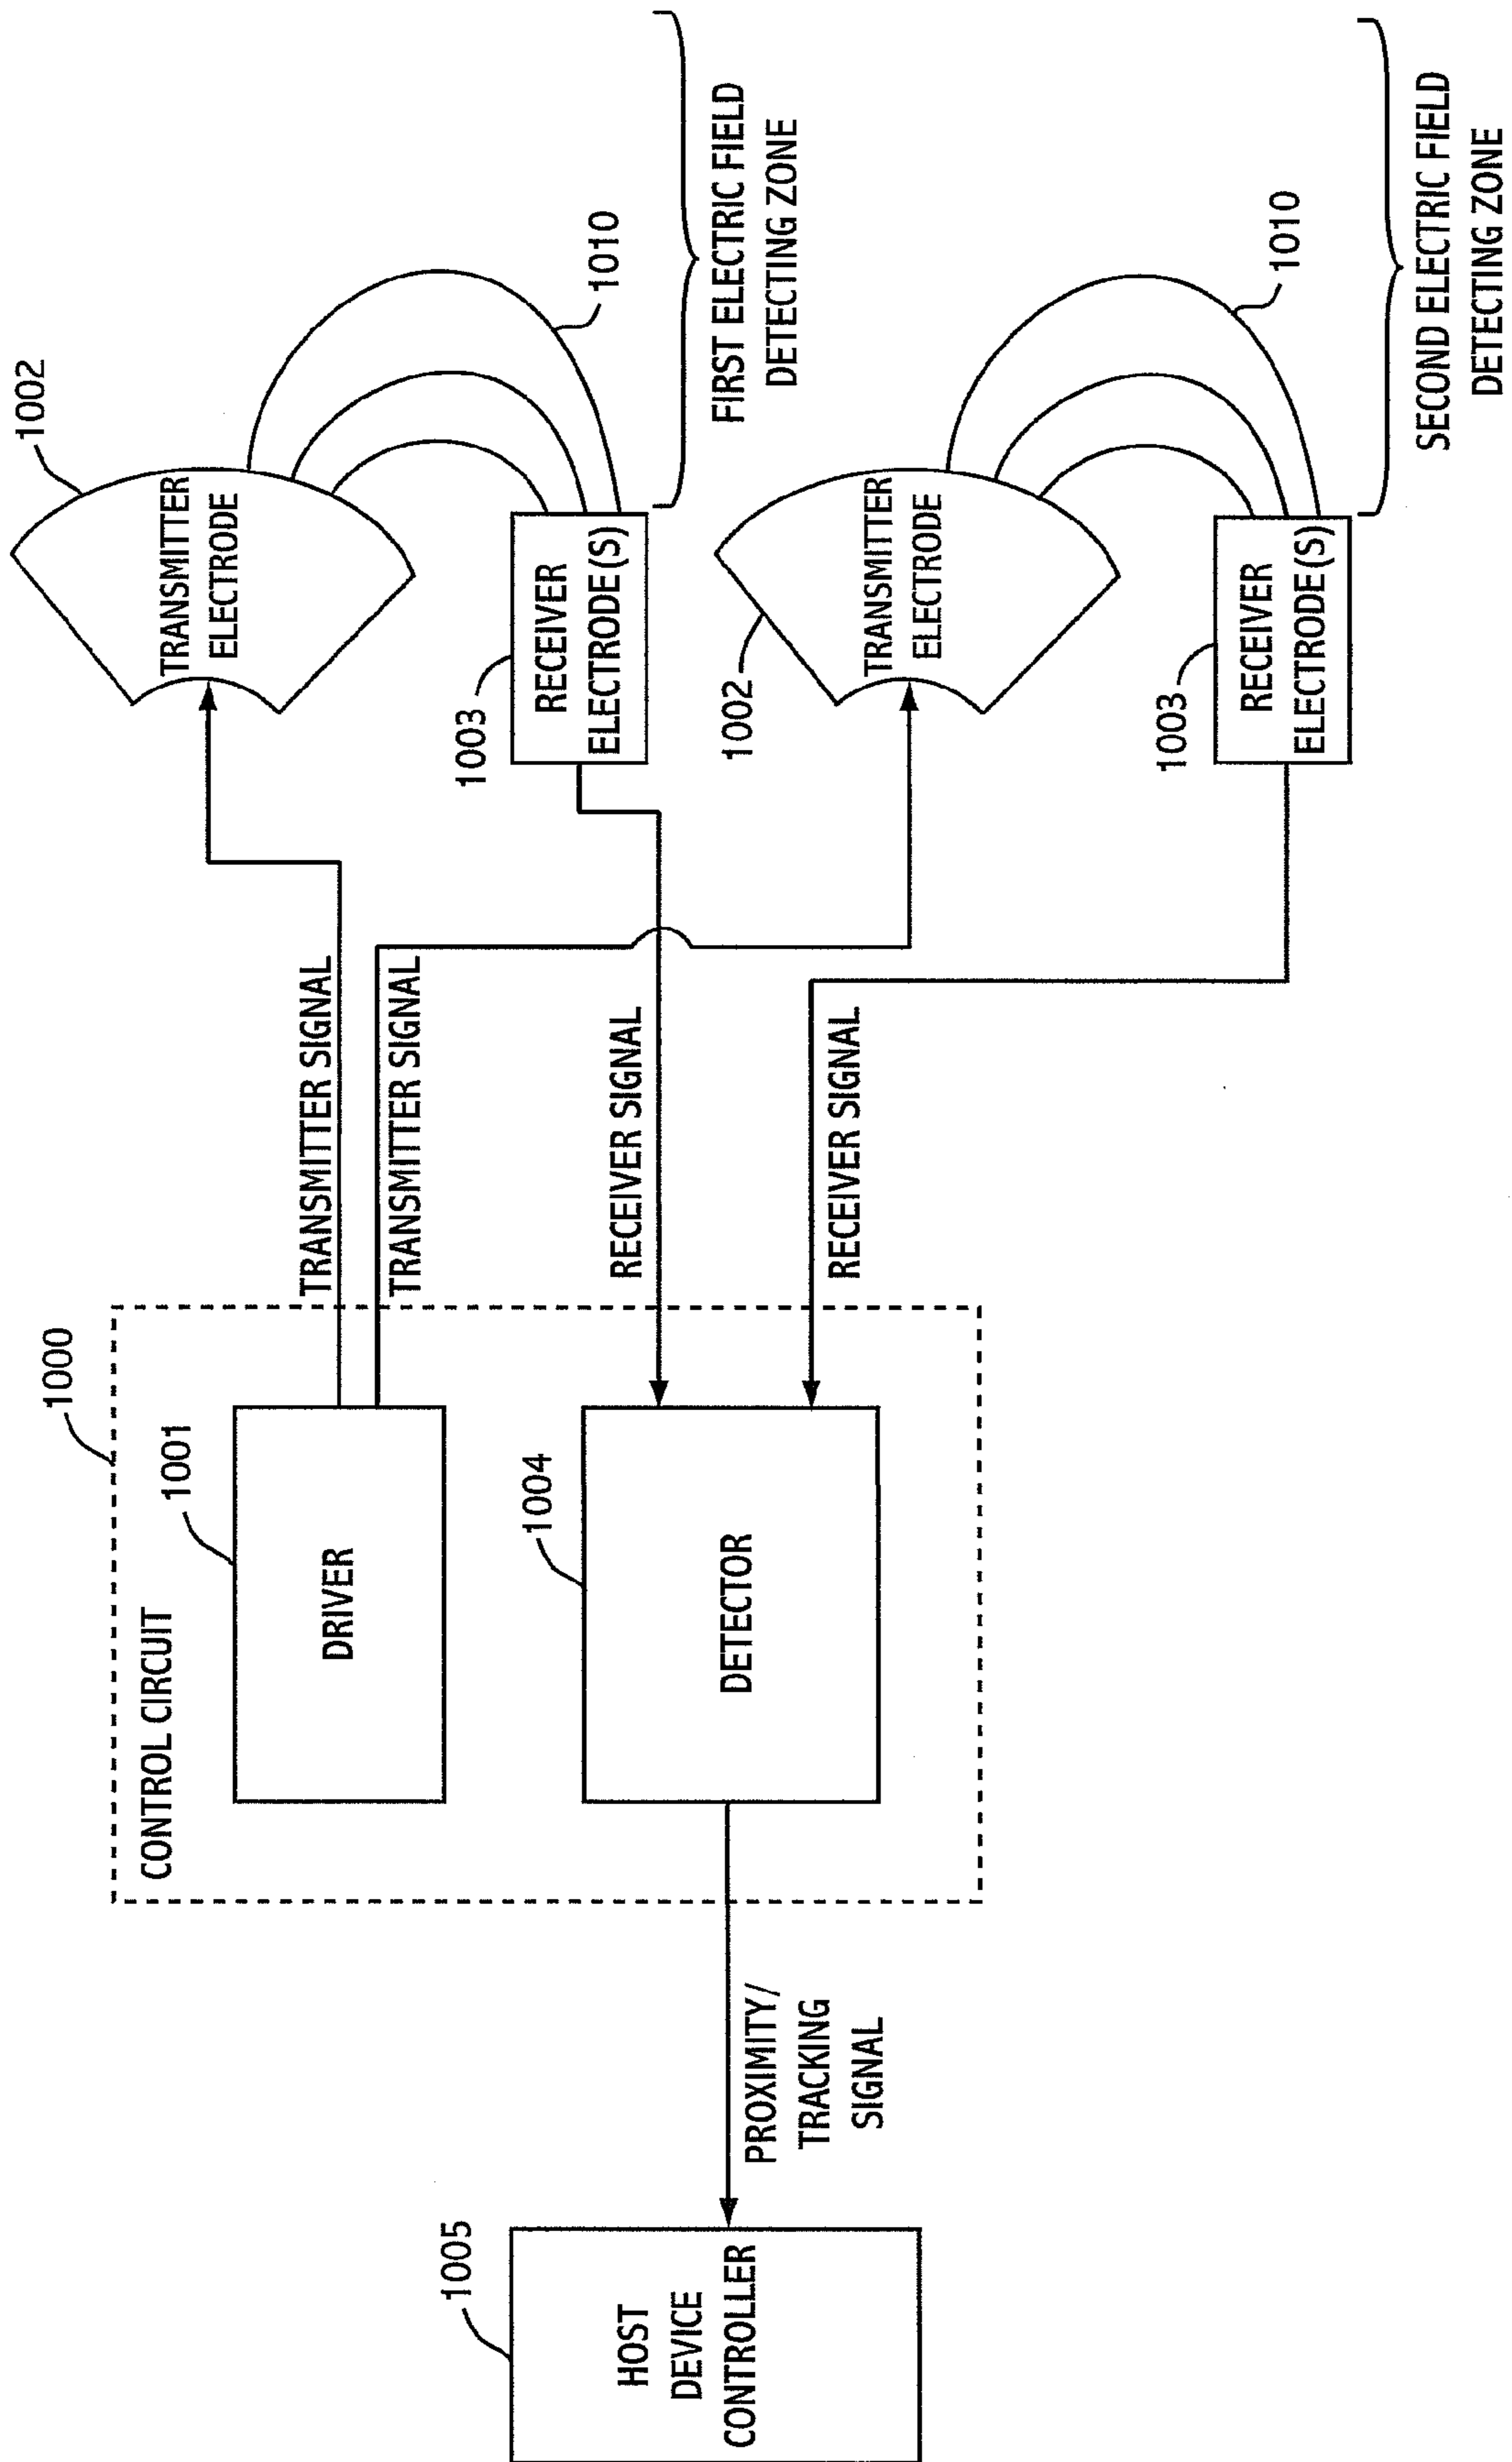 1005
HOST
DEVICE
CONTROLLER
PROXIMITY/
TRACKING
SIGNAL
1000
CONTROL CIRCUIT
1001
DRIVER
1004
DETECTOR
TRANSMITTER SIGNAL
TRANSMITTER SIGNAL
RECEIVER SIGNAL
RECEIVER SIGNAL
1002
TRANSMITTER
ELECTRODE
1003
RECEIVER
ELECTRODE(S)
1010
FIRST ELECTRIC FIELD
DETECTING ZONE
1002
TRANSMITTER
ELECTRODE
1003
RECEIVER
ELECTRODE(S)
1010
SECOND ELECTRIC FIELD
DETECTING ZONE